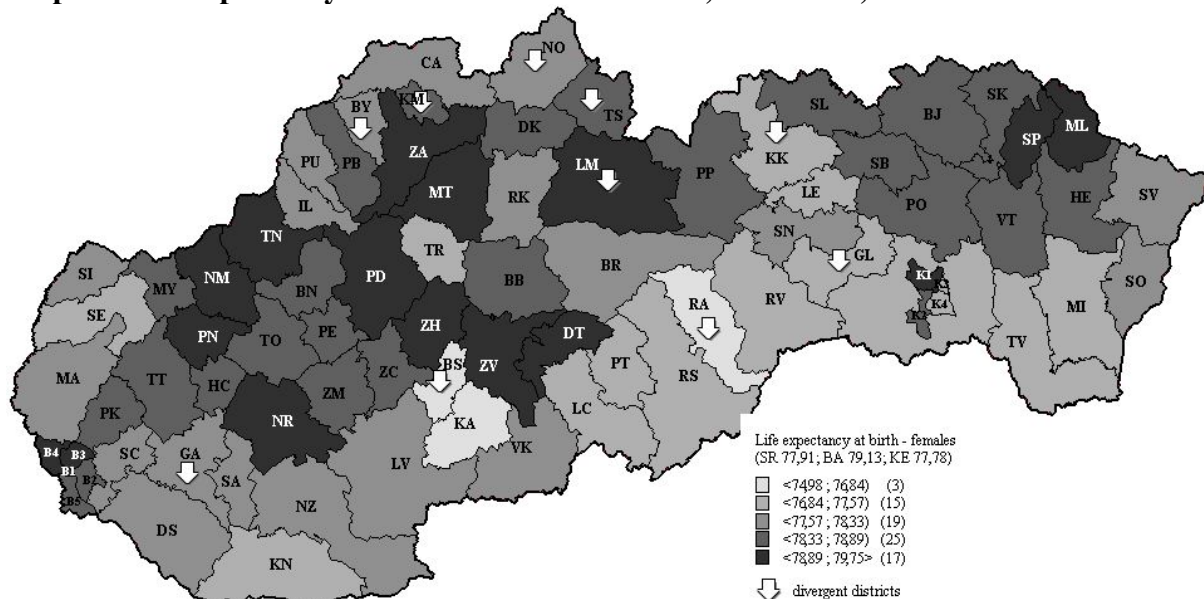 NO
CA
KM
BY
TS
SL
SK
BJ
DK
ML
SP
ZA
PU
PB
LM
KK
SB
PP
MT
RK
LE
HE
SV
IL
PO
VT
TN
SN
TR
SI
NM
PD
BB
BR
GL
K1
SO
MY
BN
RA
RV
K3
MI
SE
ZH
K4
PN
TO
PE
DT
K2
TV
BS
ZV
PT
MA
TT
HC
ZM
ZC
RS
LC
PK
NR
KA
B4
B3
SC
GA
VK
Life expectancy at birth - females
B1
B2
SA
LV
(SR 77,91; BA 79,13; KE 77,78)
B5
<74,98 ; 76,84) (3)
NZ
<76,84 ; 77,57) (15)
DS
<77,57 ; 78,33) (19)
KN
<78,33 ; 78,89) (25)
<78,89 ; 79,75> (17)
divergent districts